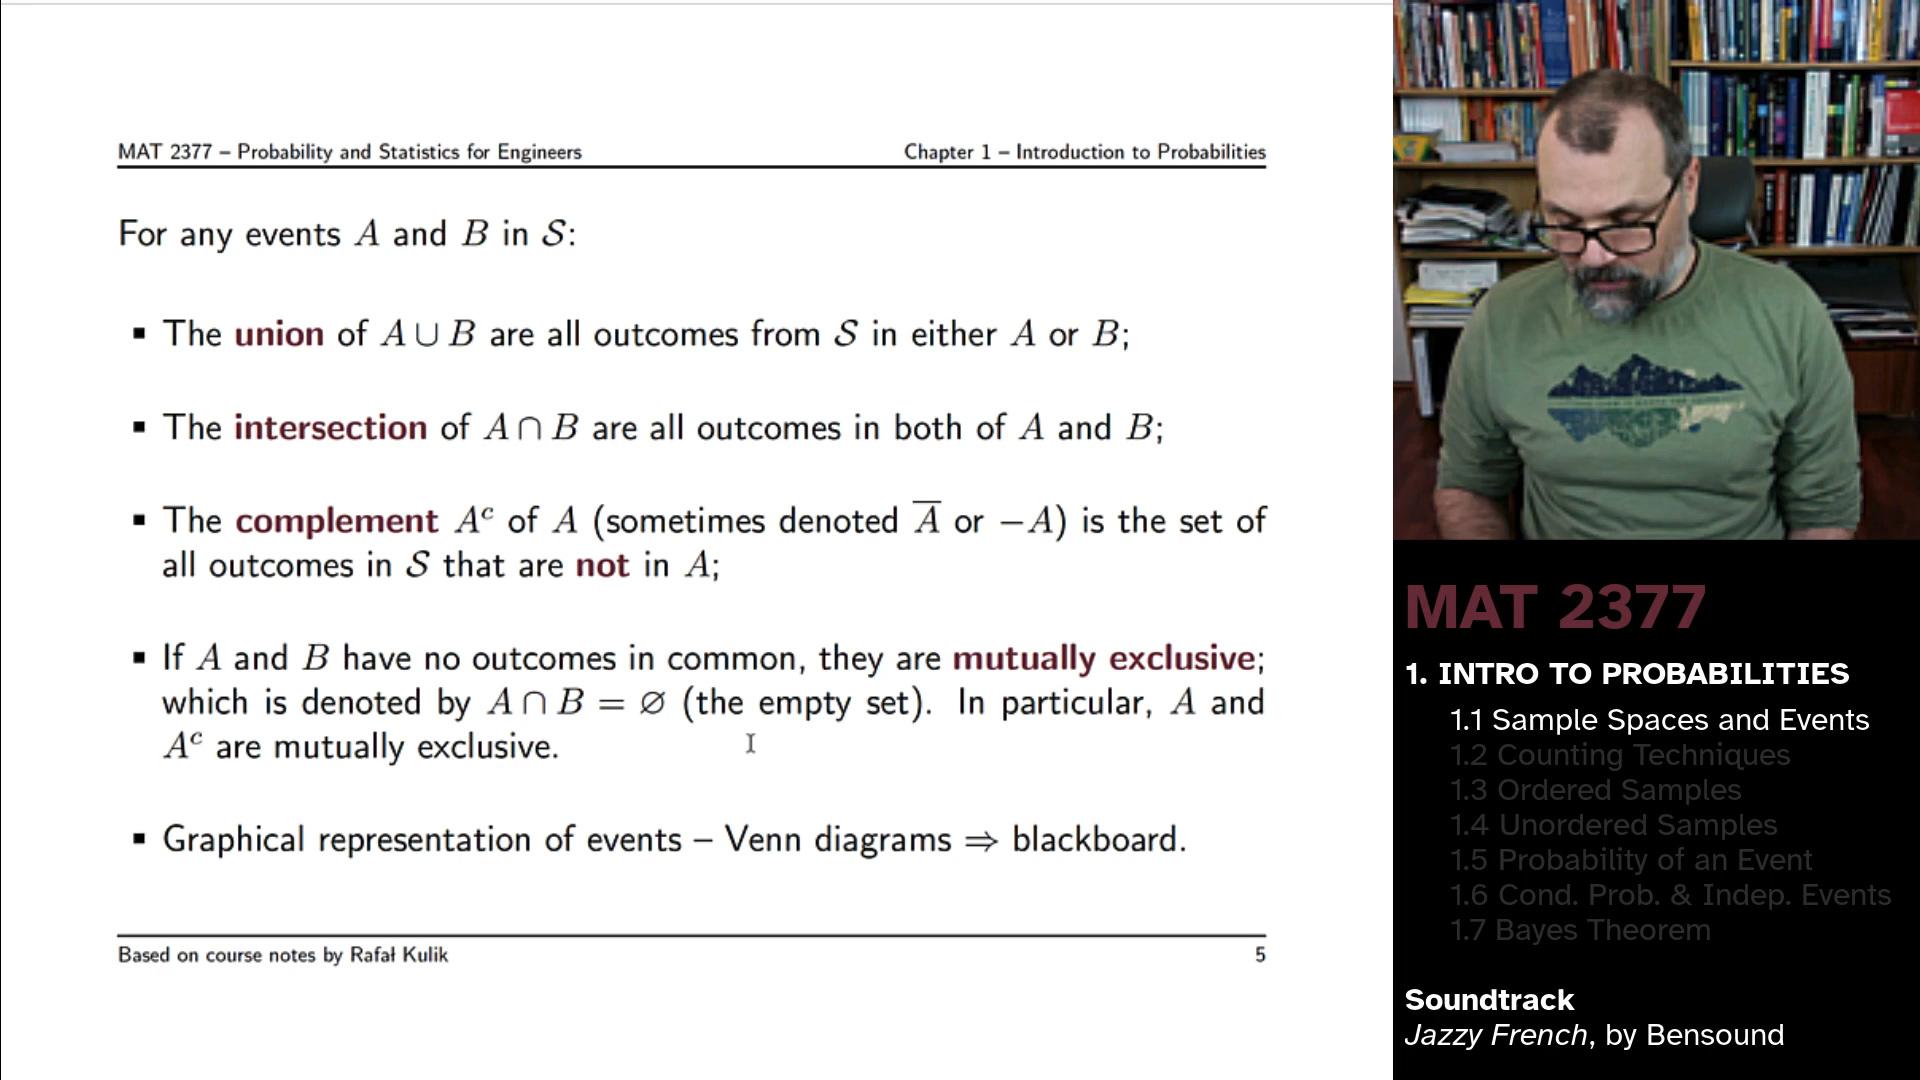 MAT 2377 – Probability and Statistics for Engineers
Chapter 1 – Introduction to Probabilities
For any events A and B in 𝒮:
▪ The union of A ∪ B are all outcomes from 𝒮 in either A or B;
▪ The intersection of A ∩ B are all outcomes in both of A and B;
▪ The complement Aᶜ of A (sometimes denoted A̅ or −A) is the set of
all outcomes in 𝒮 that are not in A;
▪ If A and B have no outcomes in common, they are mutually exclusive;
which is denoted by A ∩ B = ∅ (the empty set). In particular, A and
Aᶜ are mutually exclusive.
▪ Graphical representation of events – Venn diagrams ⇒ blackboard.
Based on course notes by Rafał Kulik
5
MAT 2377
1. INTRO TO PROBABILITIES
1.1 Sample Spaces and Events
1.2 Counting Techniques
1.3 Ordered Samples
1.4 Unordered Samples
1.5 Probability of an Event
1.6 Cond. Prob. & Indep. Events
1.7 Bayes Theorem
Soundtrack
Jazzy French, by Bensound